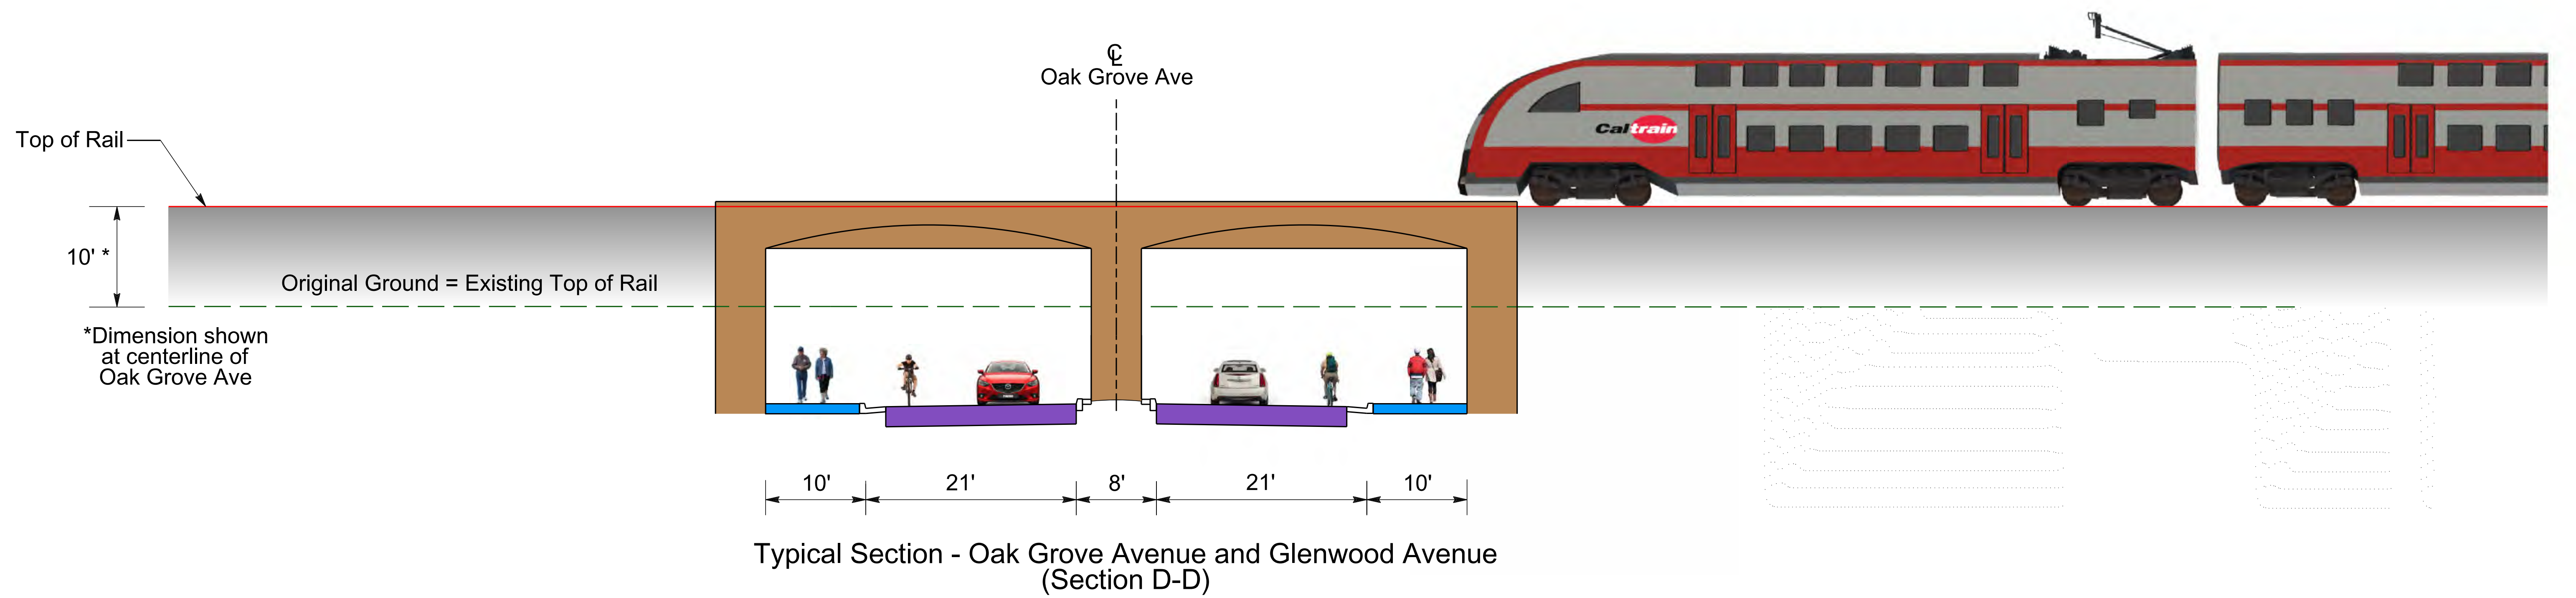 ℄
Oak Grove Ave
Top of Rail
Caltrain
10' *
Original Ground = Existing Top of Rail
*Dimension shown
at centerline of
Oak Grove Ave
10' 21' 8' 21' 10'
Typical Section - Oak Grove Avenue and Glenwood Avenue
(Section D-D)